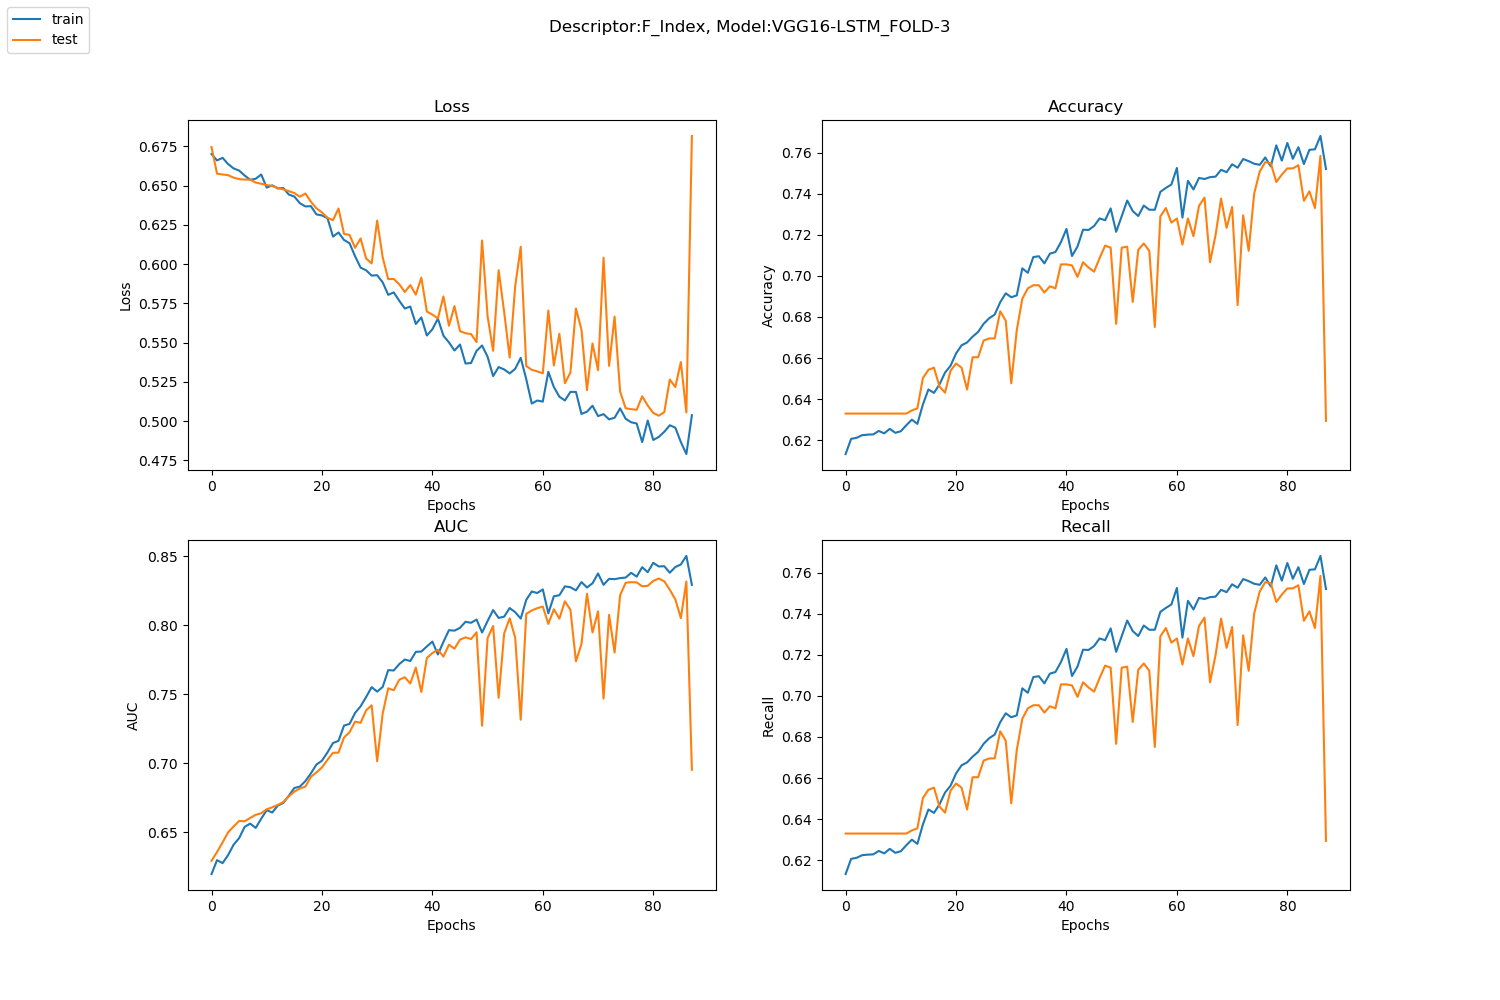 train
test
Descriptor:F_Index, Model:VGG16-LSTM_FOLD-3
Loss
0.675
0.650
0.625
0.600
0.575
0.550
0.525
0.500
0.475
Loss
0 20 40 60 80
Epochs
Accuracy
0.76
0.74
0.72
0.70
0.68
0.66
0.64
0.62
Accuracy
0 20 40 60 80
Epochs
AUC
0.85
0.80
0.75
0.70
0.65
AUC
0 20 40 60 80
Epochs
Recall
0.76
0.74
0.72
0.70
0.68
0.66
0.64
0.62
Recall
0 20 40 60 80
Epochs